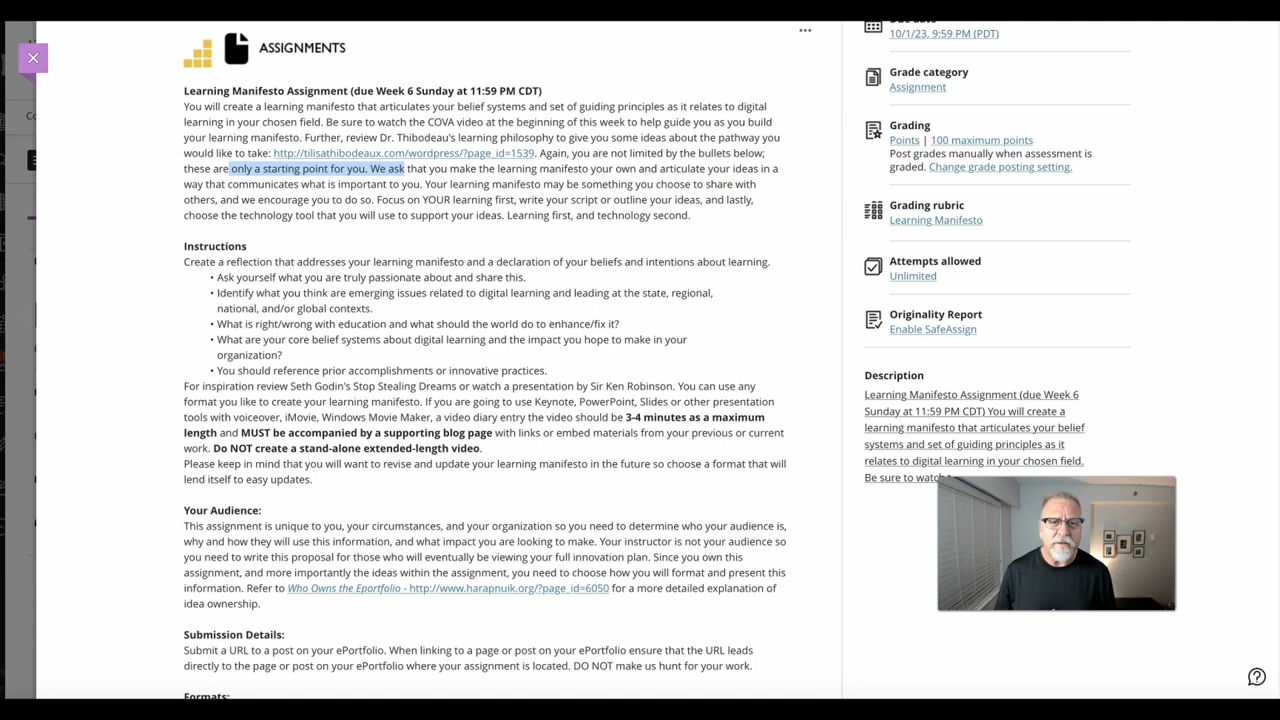 ASSIGNMENTS
Learning Manifesto Assignment (due Week 6 Sunday at 11:59 PM CDT)
You will create a learning manifesto that articulates your belief systems and set of guiding principles as it relates to digital
learning in your chosen field. Be sure to watch the COVA video at the beginning of this week to help guide you as you build
your learning manifesto. Further, review Dr. Thibodeau's learning philosophy to give you some ideas about the pathway you
would like to take: http://tilisathibodeaux.com/wordpress/?page_id=1539. Again, you are not limited by the bullets below;
these are only a starting point for you. We ask that you make the learning manifesto your own and articulate your ideas in a
way that communicates what is important to you. Your learning manifesto may be something you choose to share with
others, and we encourage you to do so. Focus on YOUR learning first, write your script or outline your ideas, and lastly,
choose the technology tool that you will use to support your ideas. Learning first, and technology second.
Instructions
Create a reflection that addresses your learning manifesto and a declaration of your beliefs and intentions about learning.
• Ask yourself what you are truly passionate about and share this.
• Identify what you think are emerging issues related to digital learning and leading at the state, regional,
national, and/or global contexts.
• What is right/wrong with education and what should the world do to enhance/fix it?
• What are your core belief systems about digital learning and the impact you hope to make in your
organization?
• You should reference prior accomplishments or innovative practices.
For inspiration review Seth Godin's Stop Stealing Dreams or watch a presentation by Sir Ken Robinson. You can use any
format you like to create your learning manifesto. If you are going to use Keynote, PowerPoint, Slides or other presentation
tools with voiceover, iMovie, Windows Movie Maker, a video diary entry the video should be 3-4 minutes as a maximum
length and MUST be accompanied by a supporting blog page with links or embed materials from your previous or current
work. Do NOT create a stand-alone extended-length video.
Please keep in mind that you will want to revise and update your learning manifesto in the future so choose a format that will
lend itself to easy updates.
Your Audience:
This assignment is unique to you, your circumstances, and your organization so you need to determine who your audience is,
why and how they will use this information, and what impact you are looking to make. Your instructor is not your audience so
you need to write this proposal for those who will eventually be viewing your full innovation plan. Since you own this
assignment, and more importantly the ideas within the assignment, you need to choose how you will format and present this
information. Refer to Who Owns the Eportfolio - http://www.harapnuik.org/?page_id=6050 for a more detailed explanation of
idea ownership.
Submission Details:
Submit a URL to a post on your ePortfolio. When linking to a page or post on your ePortfolio ensure that the URL leads
directly to the page or post on your ePortfolio where your assignment is located. DO NOT make us hunt for your work.
Formats:
Due date
10/1/23, 9:59 PM (PDT)
Grade category
Assignment
Grading
Points | 100 maximum points
Post grades manually when assessment is
graded. Change grade posting setting.
Grading rubric
Learning Manifesto
Attempts allowed
Unlimited
Originality Report
Enable SafeAssign
Description
Learning Manifesto Assignment (due Week 6
Sunday at 11:59 PM CDT) You will create a
learning manifesto that articulates your belief
systems and set of guiding principles as it
relates to digital learning in your chosen field.
Be sure to watch